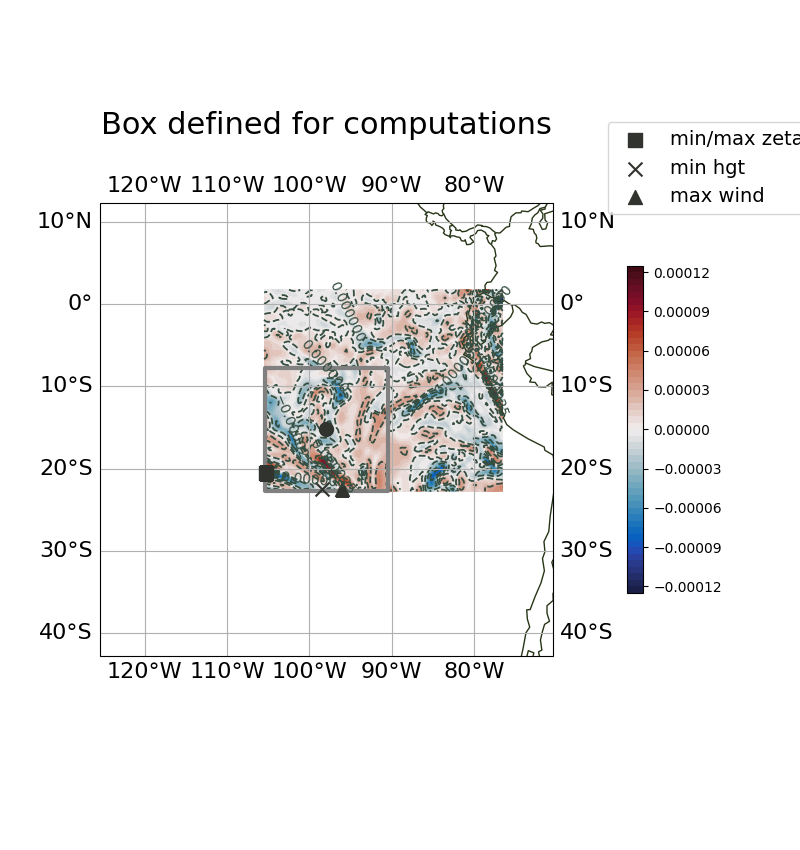 Box defined for computations
min/max zeta
min hgt
max wind
120°W 110°W 100°W 90°W 80°W
10°N 10°N
0° 0°
10°S 10°S
20°S 20°S
30°S 30°S
40°S 40°S
120°W 110°W 100°W 90°W 80°W
0.00012
0.00009
0.00006
0.00003
0.00000
−0.00003
−0.00006
−0.00009
−0.00012